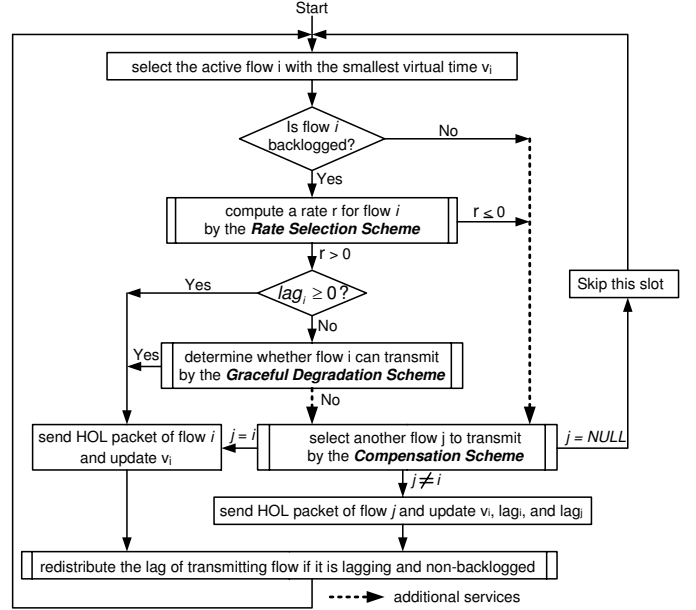 Start
select the active flow i with the smallest virtual time vᵢ
Is flow i
backlogged?
No
Yes
compute a rate r for flow i
by the Rate Selection Scheme
r ≤ 0
r > 0
Yes
lagᵢ ≥ 0?
Skip this slot
No
Yes
determine whether flow i can transmit
by the Graceful Degradation Scheme
No
send HOL packet of flow i
and update vᵢ
j = i
select another flow j to transmit
by the Compensation Scheme
j = NULL
j ≠ i
send HOL packet of flow j and update vᵢ, lagᵢ, and lagⱼ
redistribute the lag of transmitting flow if it is lagging and non-backlogged
additional services